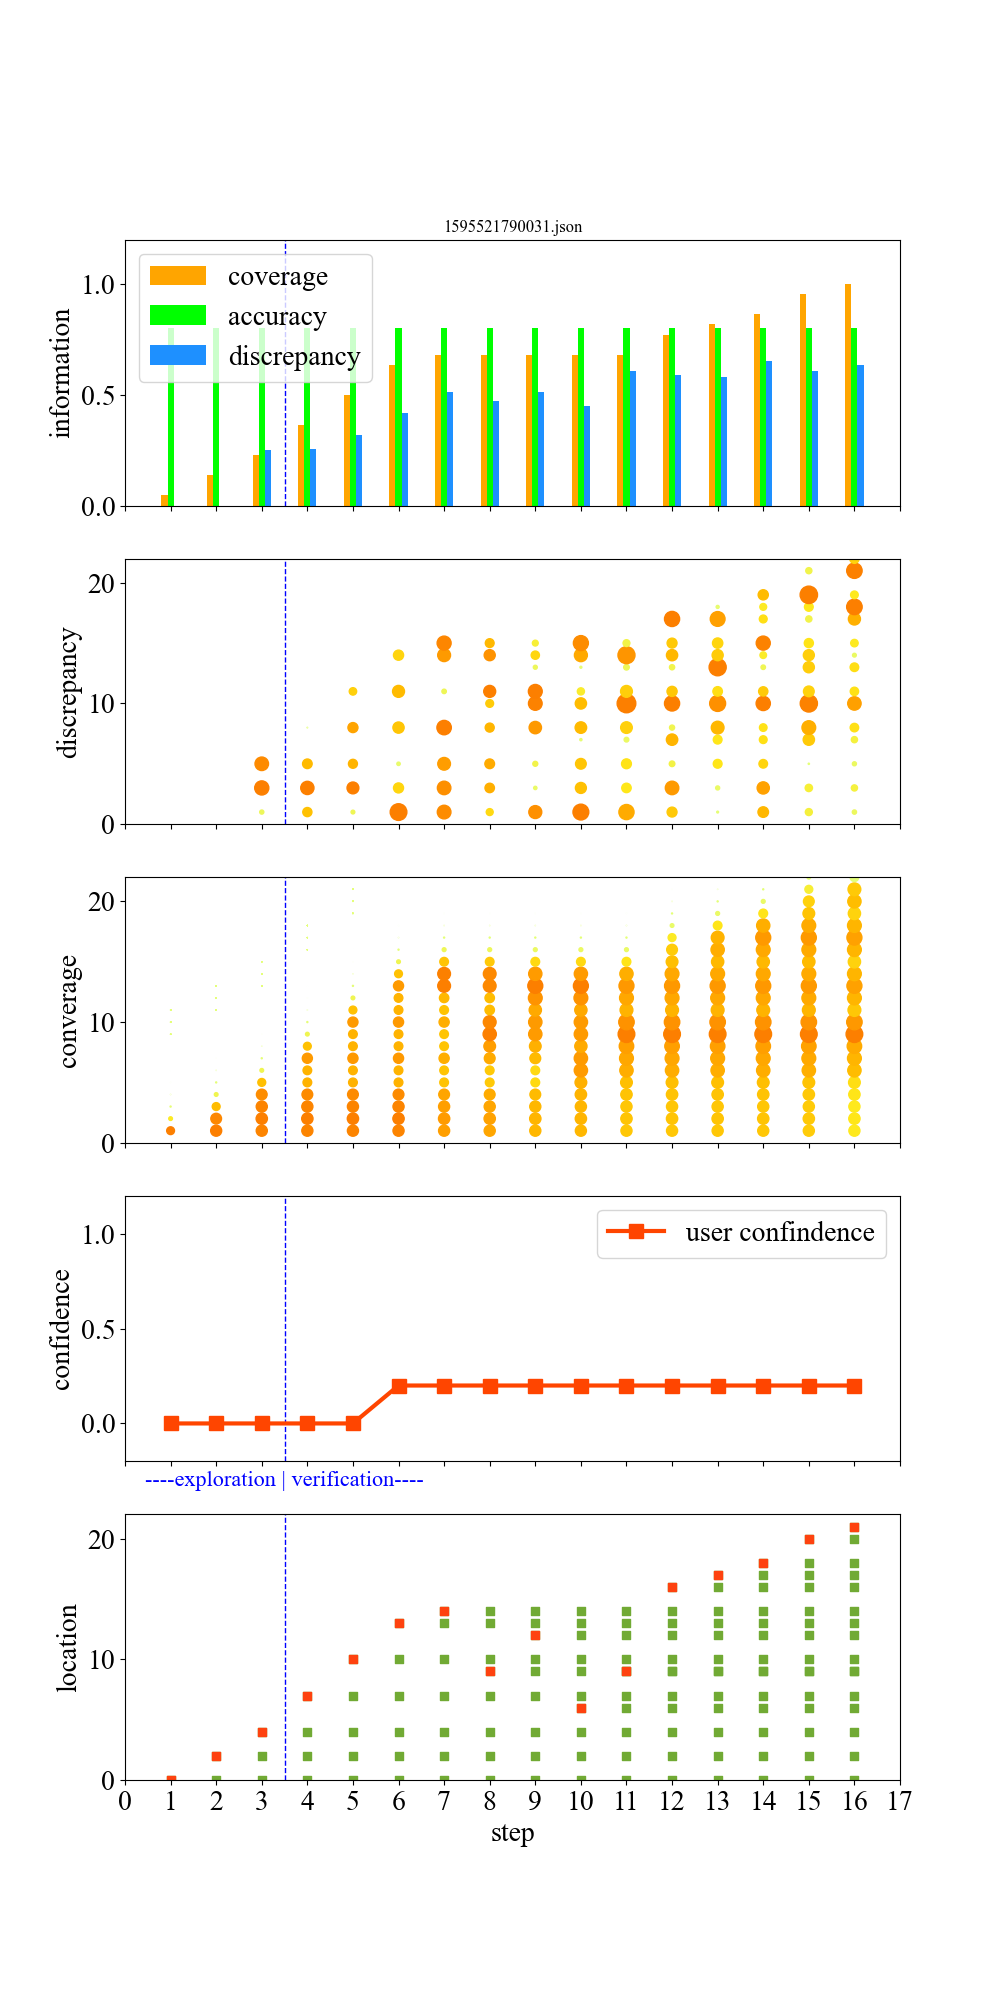 1595521790031.json
1.0
0.5
0.0
information
coverage
accuracy
discrepancy
20
10
0
discrepancy
20
10
0
converage
1.0
0.5
0.0
confidence
user confindence
----exploration | verification----
20
10
0
location
0 1 2 3 4 5 6 7 8 9 10 11 12 13 14 15 16 17
step